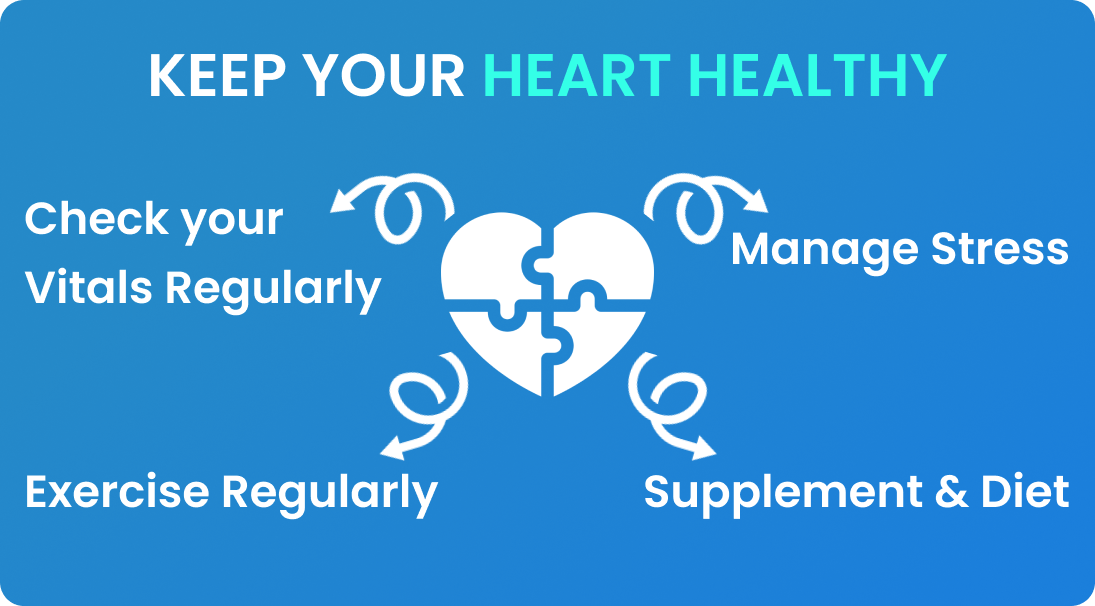 KEEP YOUR HEART HEALTHY
Check your
Vitals Regularly
Manage Stress
Exercise Regularly
Supplement & Diet